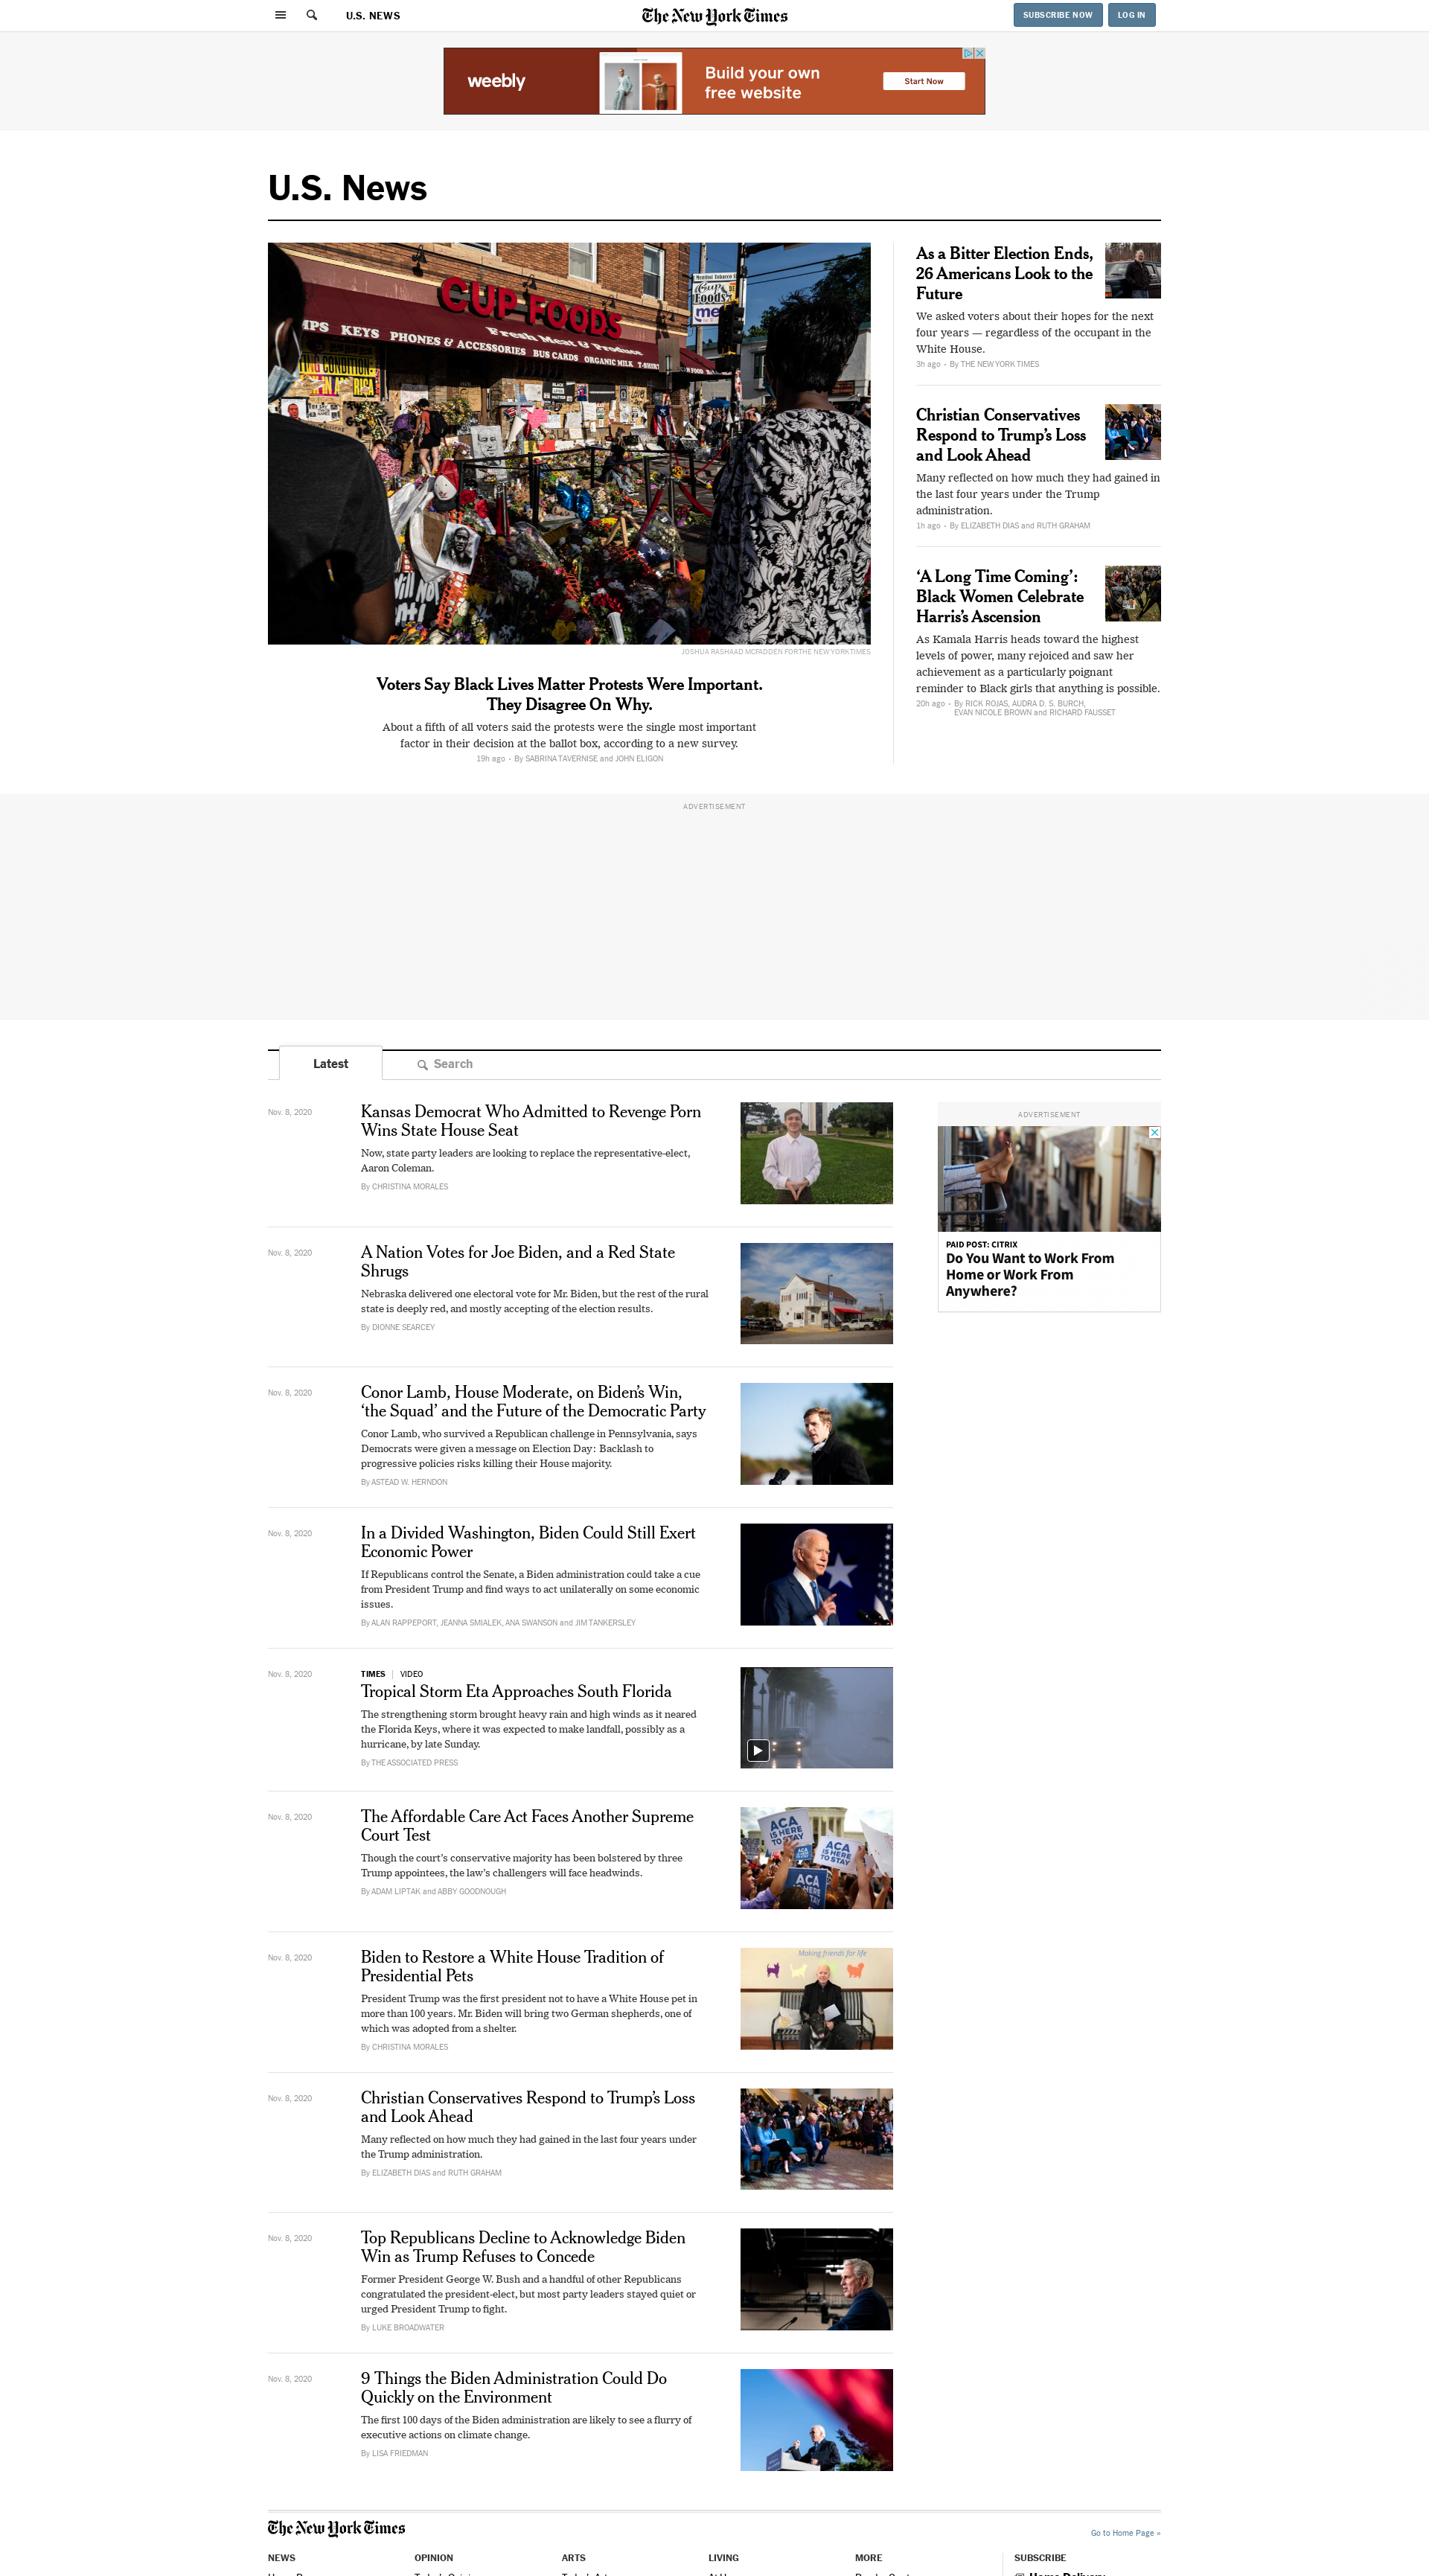 U.S. NEWS
The New York Times
SUBSCRIBE NOW
LOG IN
weebly
Build your own
free website
Start Now
U.S. News
CUP FOODS
Fresh Meat & Produce
KEYS PHONES & ACCESSORIES BUS CARDS ORGANIC MILK
Cup
Foods
JOSHUA RASHAAD MCFADDEN FOR THE NEW YORK TIMES
Voters Say Black Lives Matter Protests Were Important.
They Disagree On Why.
About a fifth of all voters said the protests were the single most important
factor in their decision at the ballot box, according to a new survey.
19h ago • By SABRINA TAVERNISE and JOHN ELIGON
As a Bitter Election Ends,
26 Americans Look to the
Future
We asked voters about their hopes for the next
four years — regardless of the occupant in the
White House.
3h ago • By THE NEW YORK TIMES
Christian Conservatives
Respond to Trump’s Loss
and Look Ahead
Many reflected on how much they had gained in
the last four years under the Trump
administration.
1h ago • By ELIZABETH DIAS and RUTH GRAHAM
‘A Long Time Coming’:
Black Women Celebrate
Harris’s Ascension
As Kamala Harris heads toward the highest
levels of power, many rejoiced and saw her
achievement as a particularly poignant
reminder to Black girls that anything is possible.
20h ago • By RICK ROJAS, AUDRA D. S. BURCH,
EVAN NICOLE BROWN and RICHARD FAUSSET
ADVERTISEMENT
Latest
Search
Nov. 8, 2020
Kansas Democrat Who Admitted to Revenge Porn
Wins State House Seat
Now, state party leaders are looking to replace the representative-elect,
Aaron Coleman.
By CHRISTINA MORALES
ADVERTISEMENT
PAID POST: CITRIX
Do You Want to Work From
Home or Work From
Anywhere?
Nov. 8, 2020
A Nation Votes for Joe Biden, and a Red State
Shrugs
Nebraska delivered one electoral vote for Mr. Biden, but the rest of the rural
state is deeply red, and mostly accepting of the election results.
By DIONNE SEARCEY
Nov. 8, 2020
Conor Lamb, House Moderate, on Biden’s Win,
‘the Squad’ and the Future of the Democratic Party
Conor Lamb, who survived a Republican challenge in Pennsylvania, says
Democrats were given a message on Election Day: Backlash to
progressive policies risks killing their House majority.
By ASTEAD W. HERNDON
Nov. 8, 2020
In a Divided Washington, Biden Could Still Exert
Economic Power
If Republicans control the Senate, a Biden administration could take a cue
from President Trump and find ways to act unilaterally on some economic
issues.
By ALAN RAPPEPORT, JEANNA SMIALEK, ANA SWANSON and JIM TANKERSLEY
Nov. 8, 2020
TIMES | VIDEO
Tropical Storm Eta Approaches South Florida
The strengthening storm brought heavy rain and high winds as it neared
the Florida Keys, where it was expected to make landfall, possibly as a
hurricane, by late Sunday.
By THE ASSOCIATED PRESS
Nov. 8, 2020
The Affordable Care Act Faces Another Supreme
Court Test
Though the court’s conservative majority has been bolstered by three
Trump appointees, the law’s challengers will face headwinds.
By ADAM LIPTAK and ABBY GOODNOUGH
ACA
IS HERE
TO STAY
ACA
IS HERE
TO STAY
ACA
Nov. 8, 2020
Biden to Restore a White House Tradition of
Presidential Pets
President Trump was the first president not to have a White House pet in
more than 100 years. Mr. Biden will bring two German shepherds, one of
which was adopted from a shelter.
By CHRISTINA MORALES
Making friends for life
Nov. 8, 2020
Christian Conservatives Respond to Trump’s Loss
and Look Ahead
Many reflected on how much they had gained in the last four years under
the Trump administration.
By ELIZABETH DIAS and RUTH GRAHAM
Nov. 8, 2020
Top Republicans Decline to Acknowledge Biden
Win as Trump Refuses to Concede
Former President George W. Bush and a handful of other Republicans
congratulated the president-elect, but most party leaders stayed quiet or
urged President Trump to fight.
By LUKE BROADWATER
Nov. 8, 2020
9 Things the Biden Administration Could Do
Quickly on the Environment
The first 100 days of the Biden administration are likely to see a flurry of
executive actions on climate change.
By LISA FRIEDMAN
The New York Times
Go to Home Page »
NEWS
OPINION
ARTS
LIVING
MORE
SUBSCRIBE